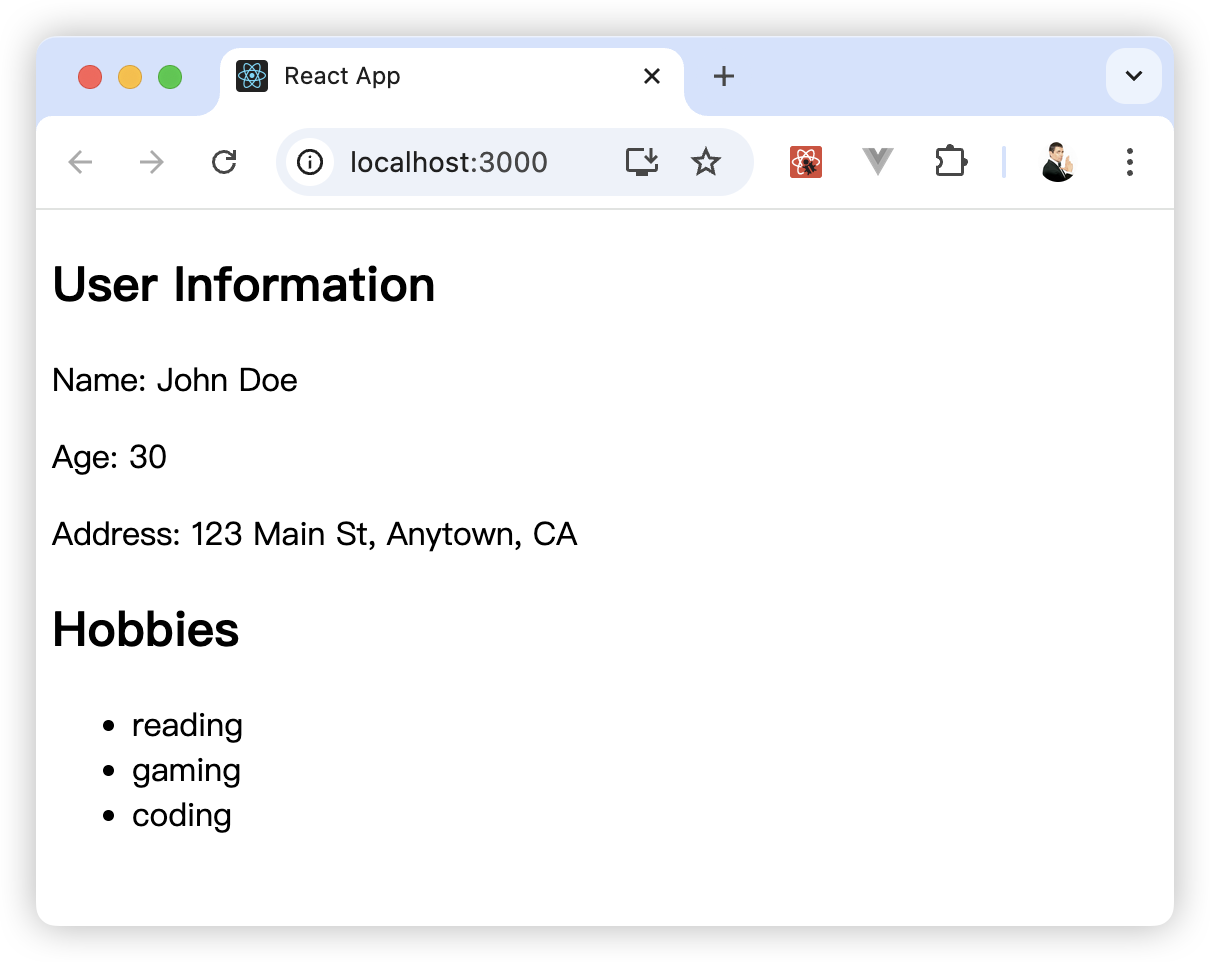 React App
localhost:3000
User Information
Name: John Doe
Age: 30
Address: 123 Main St, Anytown, CA
Hobbies
reading
gaming
coding